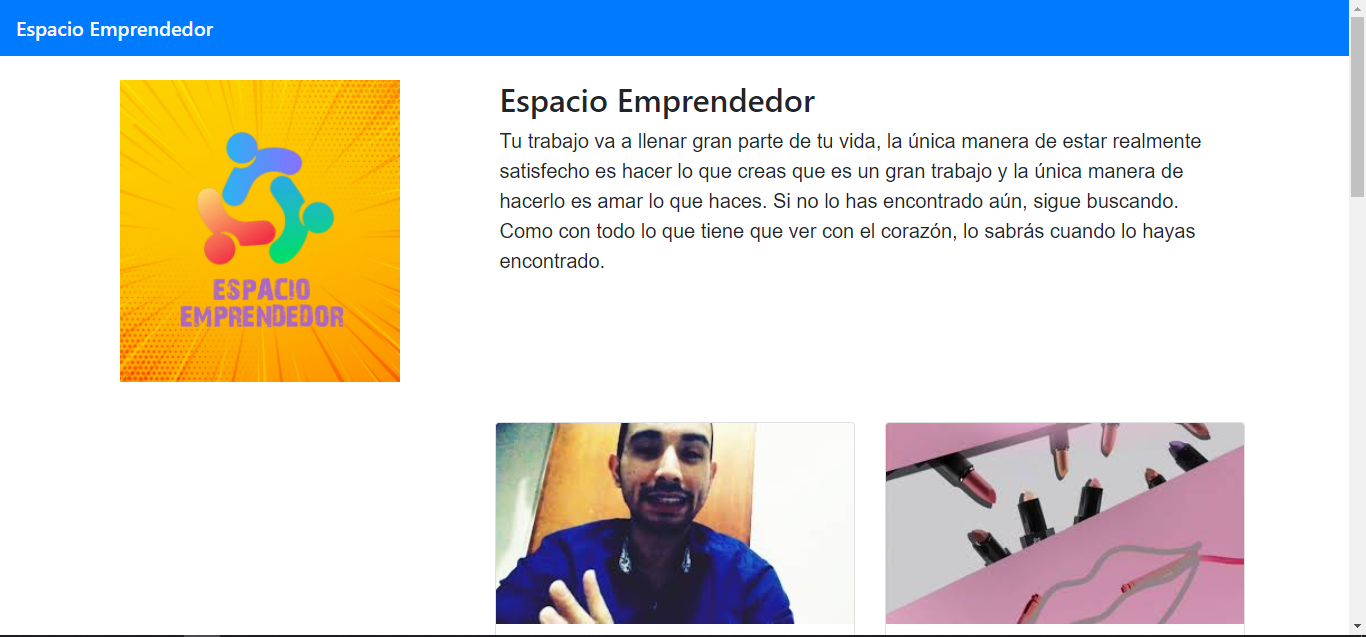 Espacio Emprendedor
ESPACIO
EMPRENDEDOR
Espacio Emprendedor
Tu trabajo va a llenar gran parte de tu vida, la única manera de estar realmente
satisfecho es hacer lo que creas que es un gran trabajo y la única manera de
hacerlo es amar lo que haces. Si no lo has encontrado aún, sigue buscando.
Como con todo lo que tiene que ver con el corazón, lo sabrás cuando lo hayas
encontrado.